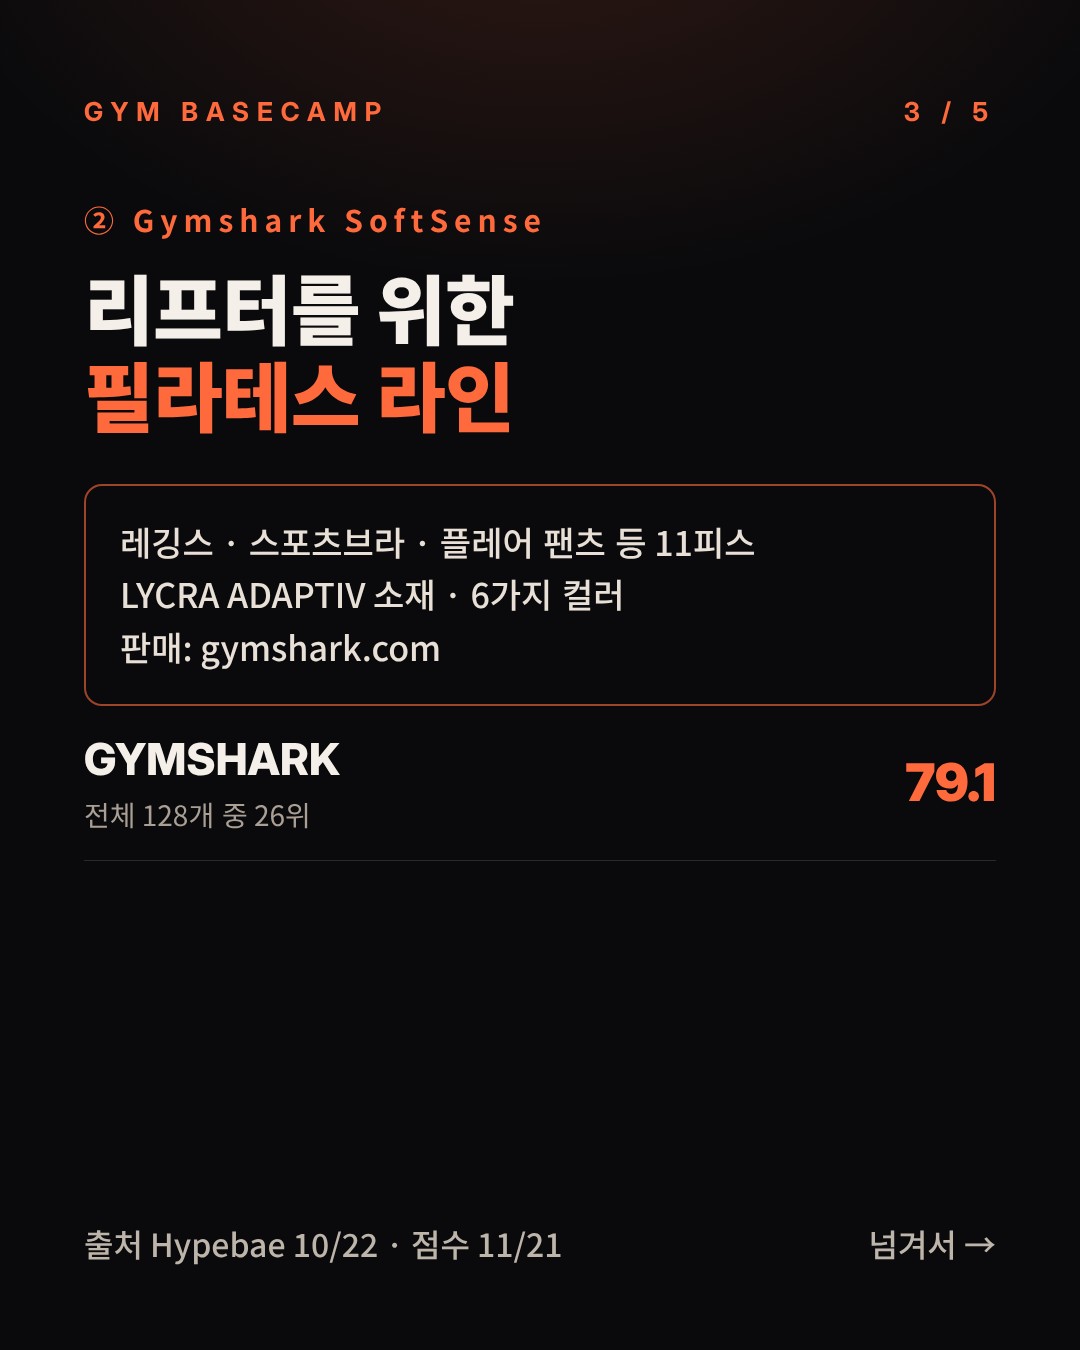 GYM BASECAMP
3 / 5
② Gymshark SoftSense
리프터를 위한
필라테스 라인
레깅스 · 스포츠브라 · 플레어 팬츠 등 11피스
LYCRA ADAPTIV 소재 · 6가지 컬러
판매: gymshark.com
GYMSHARK
79.1
전체 128개 중 26위
출처 Hypebae 10/22 · 점수 11/21
넘겨서 →